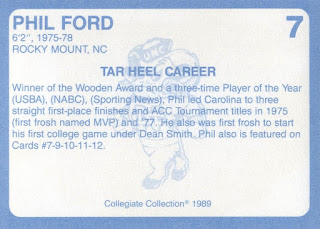 PHIL FORD
7
6'2", 1975-78
ROCKY MOUNT, NC
TAR HEEL CAREER
Winner of the Wooden Award and a three-time Player of the Year
(USBA), (NABC), (Sporting News), Phil led Carolina to three
straight first-place finishes and ACC Tournament titles in 1975
(first frosh named MVP) and '77. He also was first frosh to start
his first college game under Dean Smith. Phil also is featured on
Cards #7-9-10-11-12.
Collegiate Collection® 1989